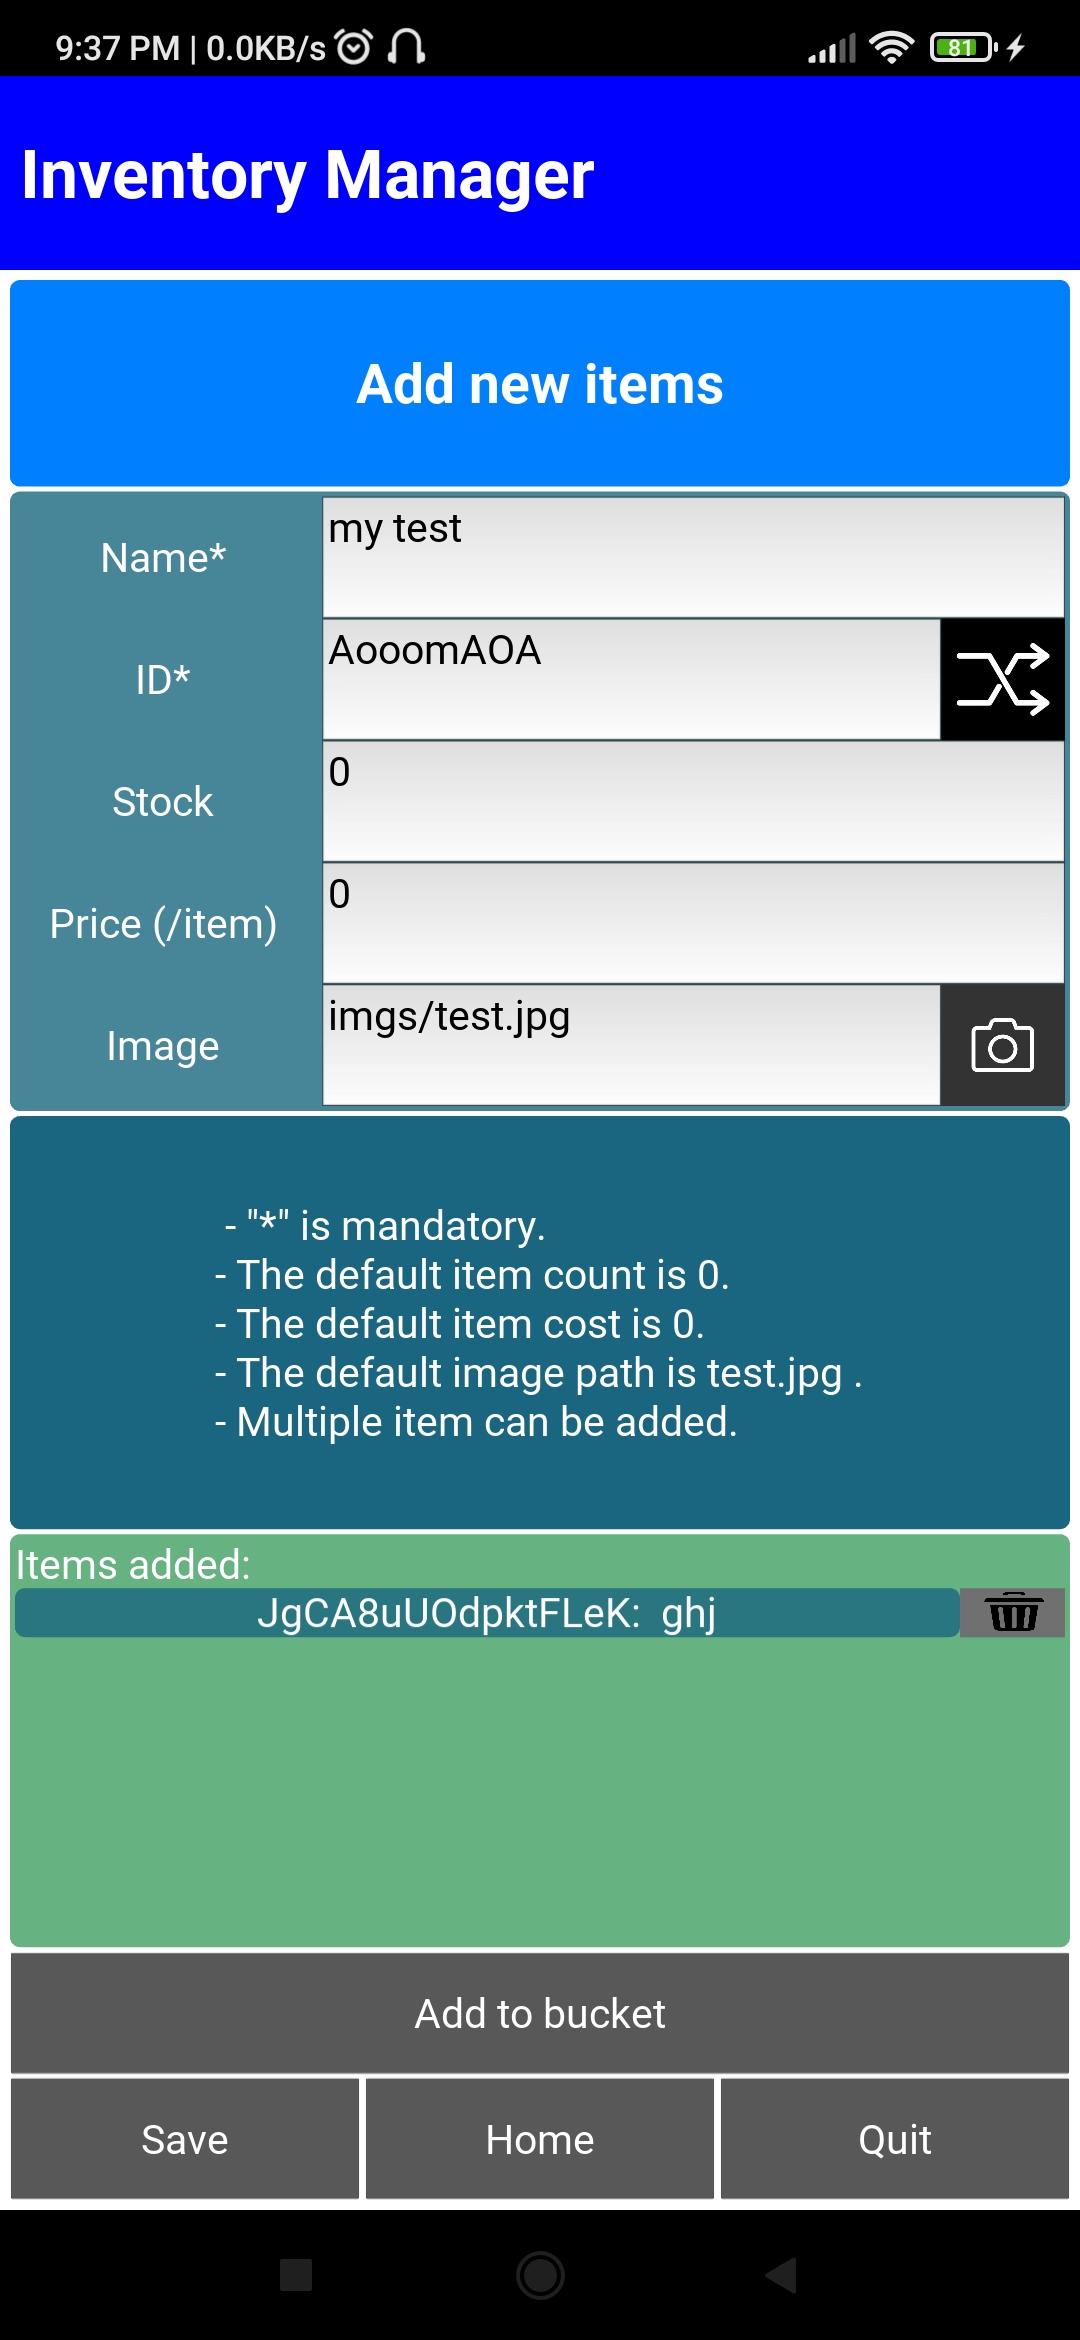 9:37 PM | 0.0KB/s
81
Inventory Manager
Add new items
Name*
my test
ID*
AooomAOA
Stock
0
Price (/item)
0
Image
imgs/test.jpg
- "*" is mandatory.
- The default item count is 0.
- The default item cost is 0.
- The default image path is test.jpg .
- Multiple item can be added.
Items added:
JgCA8uUOdpktFLeK: ghj
Add to bucket
Save
Home
Quit